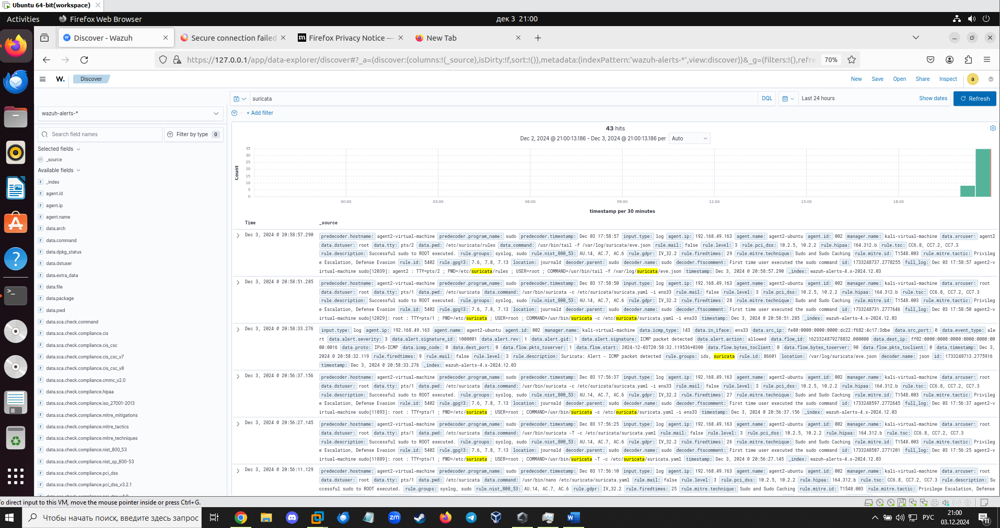 Ubuntu 64-bit(workspace)
Activities Firefox Web Browser дек 3 21:00
Discover - Wazuh Secure connection failed Firefox Privacy Notice — New Tab
https://127.0.0.1/app/data-explorer/discover#?_a=(discover:(columns:!(_source),isDirty:!f,sort:!()),metadata:(indexPattern:'wazuh-alerts-*',view:discover))&_g=(filters:!(),refre 70%
W. Discover New Save Open Share Inspect a
suricata DQL Last 24 hours Show dates Refresh
+ Add filter
wazuh-alerts-*
Search field names Filter by type 0
Selected fields
_source
Available fields
_index
agent.id
agent.ip
agent.name
data.arch
data.command
data.dpkg_status
data.dstuser
data.extra_data
data.file
data.package
data.pwd
data.sca.check.command
data.sca.check.compliance.cis
data.sca.check.compliance.cis_csc
data.sca.check.compliance.cis_csc_v7
data.sca.check.compliance.cis_csc_v8
data.sca.check.compliance.cmmc_v2.0
data.sca.check.compliance.hipaa
data.sca.check.compliance.iso_27001-2013
data.sca.check.compliance.mitre_mitigations
data.sca.check.compliance.mitre_tactics
data.sca.check.compliance.mitre_techniques
data.sca.check.compliance.nist_800_53
data.sca.check.compliance.nist_sp_800-53
data.sca.check.compliance.pci_dss
data.sca.check.compliance.pci_dss_v3.2.1
43 hits
Dec 2, 2024 @ 21:00:13.186 - Dec 3, 2024 @ 21:00:13.186 per Auto
Count
35
30
25
20
15
10
5
0
00:00 03:00 06:00 09:00 12:00 15:00 18:00
timestamp per 30 minutes
Time _source
Dec 3, 2024 @ 20:58:57.290 predecoder.hostname: agent2-virtual-machine predecoder.program_name: sudo predecoder.timestamp: Dec 03 17:58:57 input.type: log agent.ip: 192.168.49.163 agent.name: agent2-ubuntu agent.id: 002 manager.name: kali-virtual-machine data.srcuser: agent2
data.dstuser: root data.tty: pts/2 data.pwd: /etc/suricata/rules data.command: /usr/bin/tail -f /var/log/suricata/eve.json rule.mail: false rule.level: 3 rule.pci_dss: 10.2.5, 10.2.2 rule.hipaa: 164.312.b rule.tsc: CC6.8, CC7.2, CC7.3
rule.description: Successful sudo to ROOT executed. rule.groups: syslog, sudo rule.nist_800_53: AU.14, AC.7, AC.6 rule.gdpr: IV_32.2 rule.firedtimes: 29 rule.mitre.technique: Sudo and Sudo Caching rule.mitre.id: T1548.003 rule.mitre.tactic: Privileg
e Escalation, Defense Evasion rule.id: 5402 rule.gpg13: 7.6, 7.8, 7.13 location: journald decoder.parent: sudo decoder.name: sudo decoder.ftscomment: First time user executed the sudo command id: 1733248737.2778255 full_log: Dec 03 17:58:57 agent2-v
irtual-machine sudo[12039]: agent2 : TTY=pts/2 ; PWD=/etc/suricata/rules ; USER=root ; COMMAND=/usr/bin/tail -f /var/log/suricata/eve.json timestamp: Dec 3, 2024 @ 20:58:57.290 _index: wazuh-alerts-4.x-2024.12.03
Dec 3, 2024 @ 20:58:51.285 predecoder.hostname: agent2-virtual-machine predecoder.program_name: sudo predecoder.timestamp: Dec 03 17:58:50 input.type: log agent.ip: 192.168.49.163 agent.name: agent2-ubuntu agent.id: 002 manager.name: kali-virtual-machine data.srcuser: root
data.dstuser: root data.tty: pts/1 data.pwd: /etc/suricata data.command: /usr/bin/suricata -c /etc/suricata/suricata.yaml -i ens33 rule.mail: false rule.level: 3 rule.pci_dss: 10.2.5, 10.2.2 rule.hipaa: 164.312.b rule.tsc: CC6.8, CC7.2, CC7.3
rule.description: Successful sudo to ROOT executed. rule.groups: syslog, sudo rule.nist_800_53: AU.14, AC.7, AC.6 rule.gdpr: IV_32.2 rule.firedtimes: 28 rule.mitre.technique: Sudo and Sudo Caching rule.mitre.id: T1548.003 rule.mitre.tactic: Privileg
e Escalation, Defense Evasion rule.id: 5402 rule.gpg13: 7.6, 7.8, 7.13 location: journald decoder.parent: sudo decoder.name: sudo decoder.ftscomment: First time user executed the sudo command id: 1733248731.2777646 full_log: Dec 03 17:58:50 agent2-v
irtual-machine sudo[12029]: root : TTY=pts/1 ; PWD=/etc/suricata ; USER=root ; COMMAND=/usr/bin/suricata -c /etc/suricata/suricata.yaml -i ens33 timestamp: Dec 3, 2024 @ 20:58:51.285 _index: wazuh-alerts-4.x-2024.12.03
Dec 3, 2024 @ 20:58:33.276 input.type: log agent.ip: 192.168.49.163 agent.name: agent2-ubuntu agent.id: 002 manager.name: kali-virtual-machine data.icmp_type: 143 data.in_iface: ens33 data.src_ip: fe80:0000:0000:0000:dc22:f682:4c17:3dbe data.src_port: 0 data.event_type: al
ert data.alert.severity: 3 data.alert.signature_id: 1000001 data.alert.rev: 1 data.alert.gid: 1 data.alert.signature: ICMP packet detected data.alert.action: allowed data.flow_id: 1623324879278832.000000 data.dest_ip: ff02:0000:0000:0000:0000:0000:00
00:0016 data.proto: IPv6-ICMP data.icmp_code: 0 data.dest_port: 0 data.flow.pkts_toserver: 1 data.flow.start: 2024-12-03T20:58:32.119536+0300 data.flow.bytes_toclient: 0 data.flow.bytes_toserver: 90 data.flow.pkts_toclient: 0 data.timestamp: Dec 3,
2024 @ 20:58:32.119 rule.firedtimes: 9 rule.mail: false rule.level: 3 rule.description: Suricata: Alert - ICMP packet detected rule.groups: ids, suricata rule.id: 86601 location: /var/log/suricata/eve.json decoder.name: json id: 1733248713.2775916
timestamp: Dec 3, 2024 @ 20:58:33.276 _index: wazuh-alerts-4.x-2024.12.03
Dec 3, 2024 @ 20:56:37.156 predecoder.hostname: agent2-virtual-machine predecoder.program_name: sudo predecoder.timestamp: Dec 03 17:56:37 input.type: log agent.ip: 192.168.49.163 agent.name: agent2-ubuntu agent.id: 002 manager.name: kali-virtual-machine data.srcuser: root
data.dstuser: root data.tty: pts/1 data.pwd: /etc/suricata data.command: /usr/bin/suricata -c /etc/suricata/suricata.yaml -i ens33 rule.mail: false rule.level: 3 rule.pci_dss: 10.2.5, 10.2.2 rule.hipaa: 164.312.b rule.tsc: CC6.8, CC7.2, CC7.3
rule.description: Successful sudo to ROOT executed. rule.groups: syslog, sudo rule.nist_800_53: AU.14, AC.7, AC.6 rule.gdpr: IV_32.2 rule.firedtimes: 27 rule.mitre.technique: Sudo and Sudo Caching rule.mitre.id: T1548.003 rule.mitre.tactic: Privileg
e Escalation, Defense Evasion rule.id: 5402 rule.gpg13: 7.6, 7.8, 7.13 location: journald decoder.parent: sudo decoder.name: sudo decoder.ftscomment: First time user executed the sudo command id: 1733248597.2772645 full_log: Dec 03 17:56:37 agent2-v
irtual-machine sudo[11893]: root : TTY=pts/1 ; PWD=/etc/suricata ; USER=root ; COMMAND=/usr/bin/suricata -c /etc/suricata/suricata.yaml -i ens33 timestamp: Dec 3, 2024 @ 20:56:37.156 _index: wazuh-alerts-4.x-2024.12.03
Dec 3, 2024 @ 20:56:27.145 predecoder.hostname: agent2-virtual-machine predecoder.program_name: sudo predecoder.timestamp: Dec 03 17:56:25 input.type: log agent.ip: 192.168.49.163 agent.name: agent2-ubuntu agent.id: 002 manager.name: kali-virtual-machine data.srcuser: root
data.dstuser: root data.tty: pts/1 data.pwd: /etc/suricata data.command: /usr/bin/suricata -T -c /etc/suricata/suricata.yaml rule.mail: false rule.level: 3 rule.pci_dss: 10.2.5, 10.2.2 rule.hipaa: 164.312.b rule.tsc: CC6.8, CC7.2, CC7.3
rule.description: Successful sudo to ROOT executed. rule.groups: syslog, sudo rule.nist_800_53: AU.14, AC.7, AC.6 rule.gdpr: IV_32.2 rule.firedtimes: 26 rule.mitre.technique: Sudo and Sudo Caching rule.mitre.id: T1548.003 rule.mitre.tactic: Privileg
e Escalation, Defense Evasion rule.id: 5402 rule.gpg13: 7.6, 7.8, 7.13 location: journald decoder.parent: sudo decoder.name: sudo decoder.ftscomment: First time user executed the sudo command id: 1733248587.2771201 full_log: Dec 03 17:56:25 agent2-v
irtual-machine sudo[11889]: root : TTY=pts/1 ; PWD=/etc/suricata ; USER=root ; COMMAND=/usr/bin/suricata -T -c /etc/suricata/suricata.yaml timestamp: Dec 3, 2024 @ 20:56:27.145 _index: wazuh-alerts-4.x-2024.12.03
Dec 3, 2024 @ 20:56:11.129 predecoder.hostname: agent2-virtual-machine predecoder.program_name: sudo predecoder.timestamp: Dec 03 17:56:10 input.type: log agent.ip: 192.168.49.163 agent.name: agent2-ubuntu agent.id: 002 manager.name: kali-virtual-machine data.srcuser: root
data.dstuser: root data.tty: pts/1 data.pwd: /etc/suricata data.command: /usr/bin/nano /etc/suricata/suricata.yaml rule.mail: false rule.level: 3 rule.pci_dss: 10.2.5, 10.2.2 rule.hipaa: 164.312.b rule.tsc: CC6.8, CC7.2, CC7.3 rule.description: Su
ccessful sudo to ROOT executed. rule.groups: syslog, sudo rule.nist_800_53: AU.14, AC.7, AC.6 rule.gdpr: IV_32.2 rule.firedtimes: 25 rule.mitre.technique: Sudo and Sudo Caching rule.mitre.id: T1548.003 rule.mitre.tactic: Privilege Escalation, Defense
To direct input to this VM, move the mouse pointer inside or press Ctrl+G.
Чтобы начать поиск, введите здесь запрос РУС 21:00
03.12.2024 11